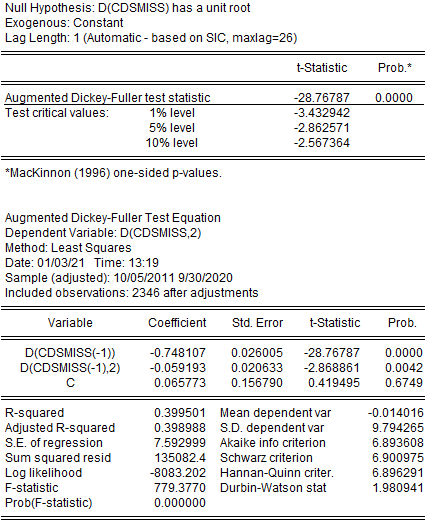 Null Hypothesis: D(CDSMISS) has a unit root
Exogenous: Constant
Lag Length: 1 (Automatic - based on SIC, maxlag=26)
t-Statistic Prob.*
Augmented Dickey-Fuller test statistic -28.76787 0.0000
Test critical values: 1% level -3.432942
5% level -2.862571
10% level -2.567364
*MacKinnon (1996) one-sided p-values.
Augmented Dickey-Fuller Test Equation
Dependent Variable: D(CDSMISS,2)
Method: Least Squares
Date: 01/03/21 Time: 13:19
Sample (adjusted): 10/05/2011 9/30/2020
Included observations: 2346 after adjustments
Variable Coefficient Std. Error t-Statistic Prob.
D(CDSMISS(-1)) -0.748107 0.026005 -28.76787 0.0000
D(CDSMISS(-1),2) -0.059193 0.020633 -2.868861 0.0042
C 0.065773 0.156790 0.419495 0.6749
R-squared 0.399501 Mean dependent var -0.014016
Adjusted R-squared 0.398988 S.D. dependent var 9.794265
S.E. of regression 7.592999 Akaike info criterion 6.893608
Sum squared resid 135082.4 Schwarz criterion 6.900975
Log likelihood -8083.202 Hannan-Quinn criter. 6.896291
F-statistic 779.3770 Durbin-Watson stat 1.980941
Prob(F-statistic) 0.000000